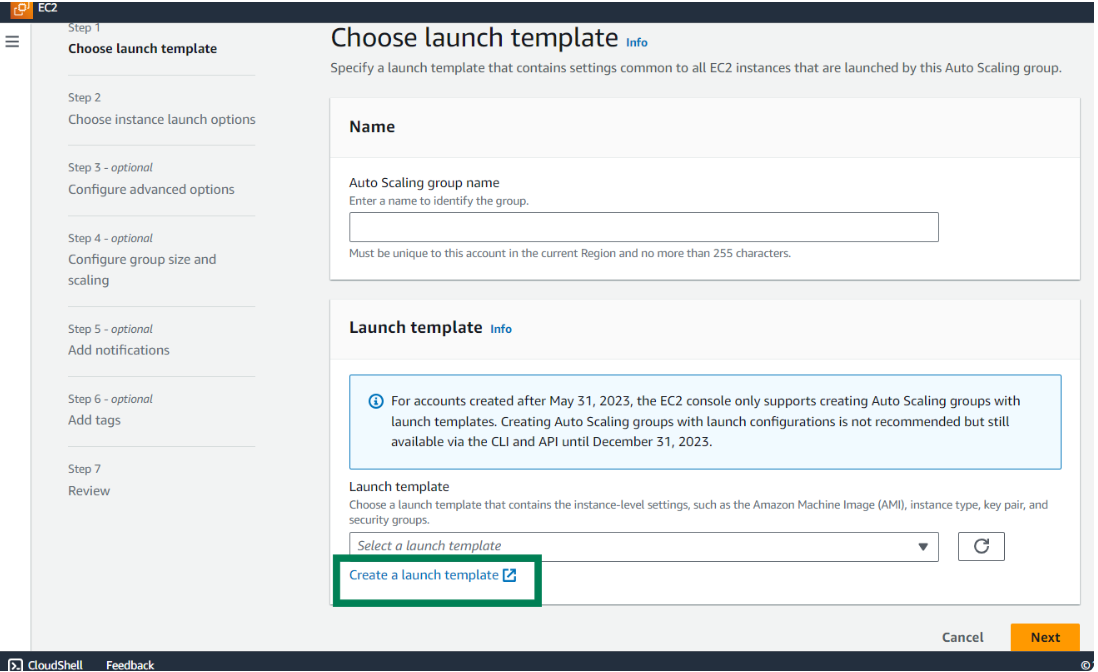 EC2
Step 1
Choose launch template
Step 2
Choose instance launch options
Step 3 - optional
Configure advanced options
Step 4 - optional
Configure group size and
scaling
Step 5 - optional
Add notifications
Step 6 - optional
Add tags
Step 7
Review
Choose launch template Info
Specify a launch template that contains settings common to all EC2 instances that are launched by this Auto Scaling group.
Name
Auto Scaling group name
Enter a name to identify the group.
Must be unique to this account in the current Region and no more than 255 characters.
Launch template Info
For accounts created after May 31, 2023, the EC2 console only supports creating Auto Scaling groups with
launch templates. Creating Auto Scaling groups with launch configurations is not recommended but still
available via the CLI and API until December 31, 2023.
Launch template
Choose a launch template that contains the instance-level settings, such as the Amazon Machine Image (AMI), instance type, key pair, and
security groups.
Select a launch template
Create a launch template
Cancel Next
CloudShell Feedback ©